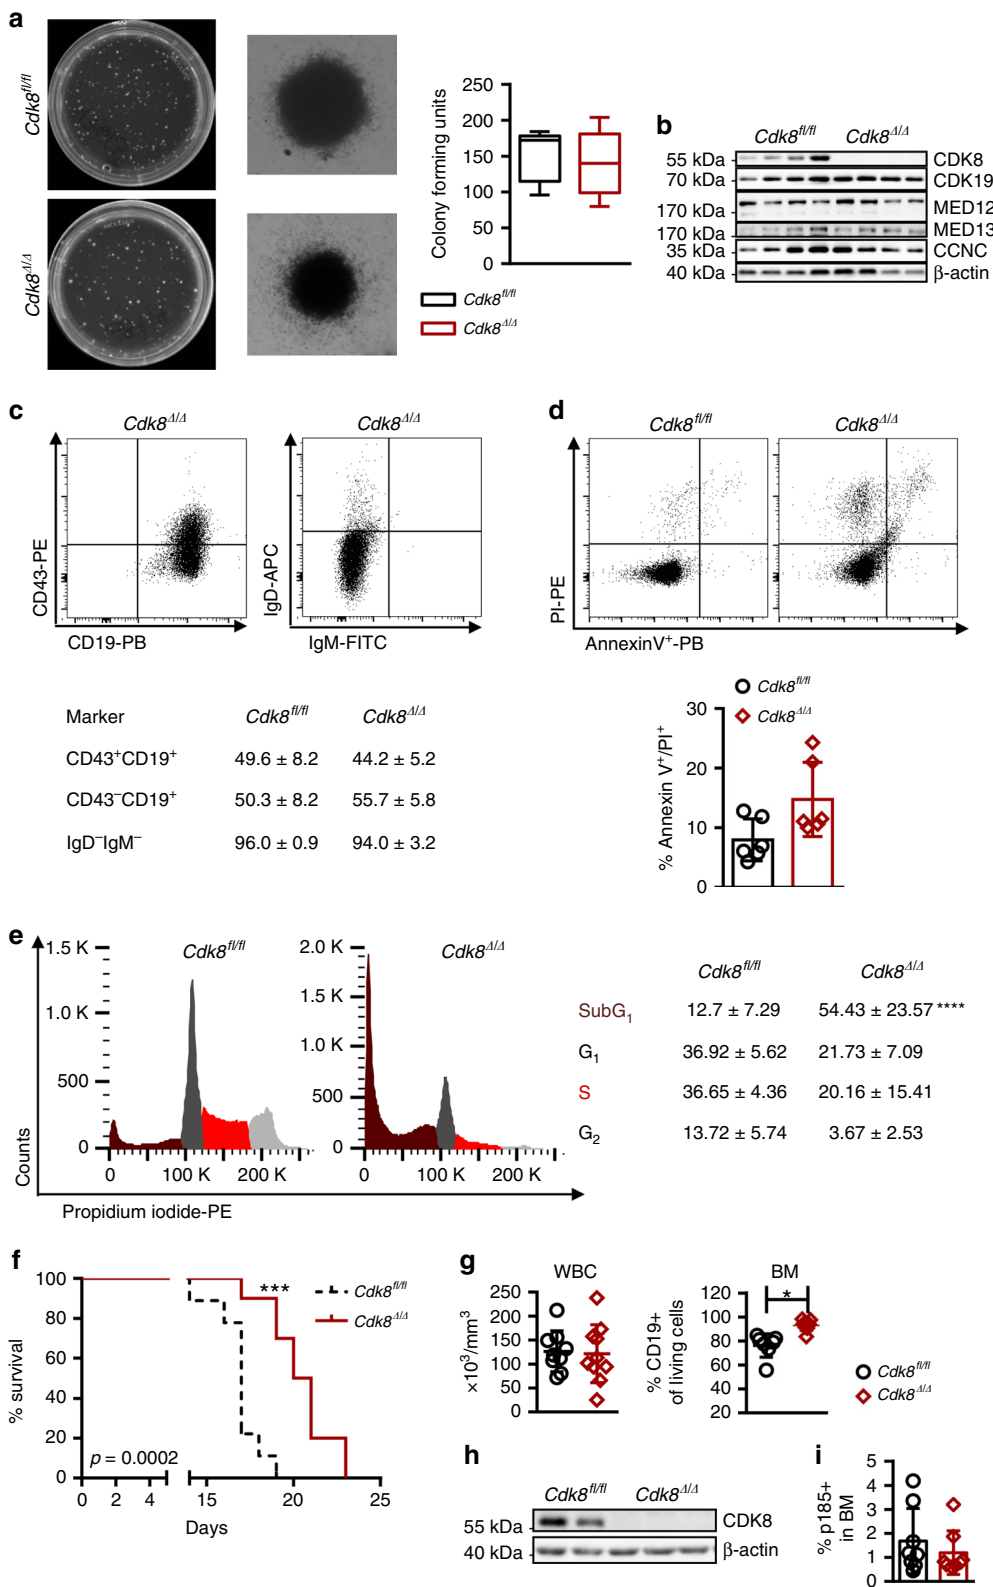 a
Cdk8fl/fl
Cdk8Δ/Δ
Colony forming units
250
200
150
100
50
0
Cdk8fl/fl
Cdk8Δ/Δ
b
Cdk8fl/fl Cdk8Δ/Δ
55 kDa CDK8
70 kDa CDK19
170 kDa MED12
170 kDa MED13
35 kDa CCNC
40 kDa β-actin
c
Cdk8Δ/Δ Cdk8Δ/Δ
CD43-PE
CD19-PB
IgD-APC
IgM-FITC
Marker Cdk8fl/fl Cdk8Δ/Δ
CD43+CD19+ 49.6 ± 8.2 44.2 ± 5.2
CD43−CD19+ 50.3 ± 8.2 55.7 ± 5.8
IgD−IgM− 96.0 ± 0.9 94.0 ± 3.2
d
Cdk8fl/fl Cdk8Δ/Δ
PI-PE
AnnexinV+-PB
Cdk8fl/fl
Cdk8Δ/Δ
% Annexin V+/PI+
30
20
10
0
e
Cdk8fl/fl
Cdk8Δ/Δ
1.5 K
1.0 K
500
0
0 100 K 200 K
2.0 K
1.5 K
1.0 K
500
0
0 100 K 200 K
Counts
Propidium iodide-PE
Cdk8fl/fl Cdk8Δ/Δ
SubG1 12.7 ± 7.29 54.43 ± 23.57****
G1 36.92 ± 5.62 21.73 ± 7.09
S 36.65 ± 4.36 20.16 ± 15.41
G2 13.72 ± 5.74 3.67 ± 2.53
f
% survival
100
80
60
40
20
0
***
Cdk8fl/fl
Cdk8Δ/Δ
p = 0.0002
0 2 4 15 20 25
Days
g
WBC
×10³/mm³
250
200
150
100
50
0
BM
*
% CD19+
of living cells
120
100
80
60
40
20
Cdk8fl/fl
Cdk8Δ/Δ
h
Cdk8fl/fl Cdk8Δ/Δ
55 kDa CDK8
40 kDa β-actin
i
% p185+
in BM
5
4
3
2
1
0